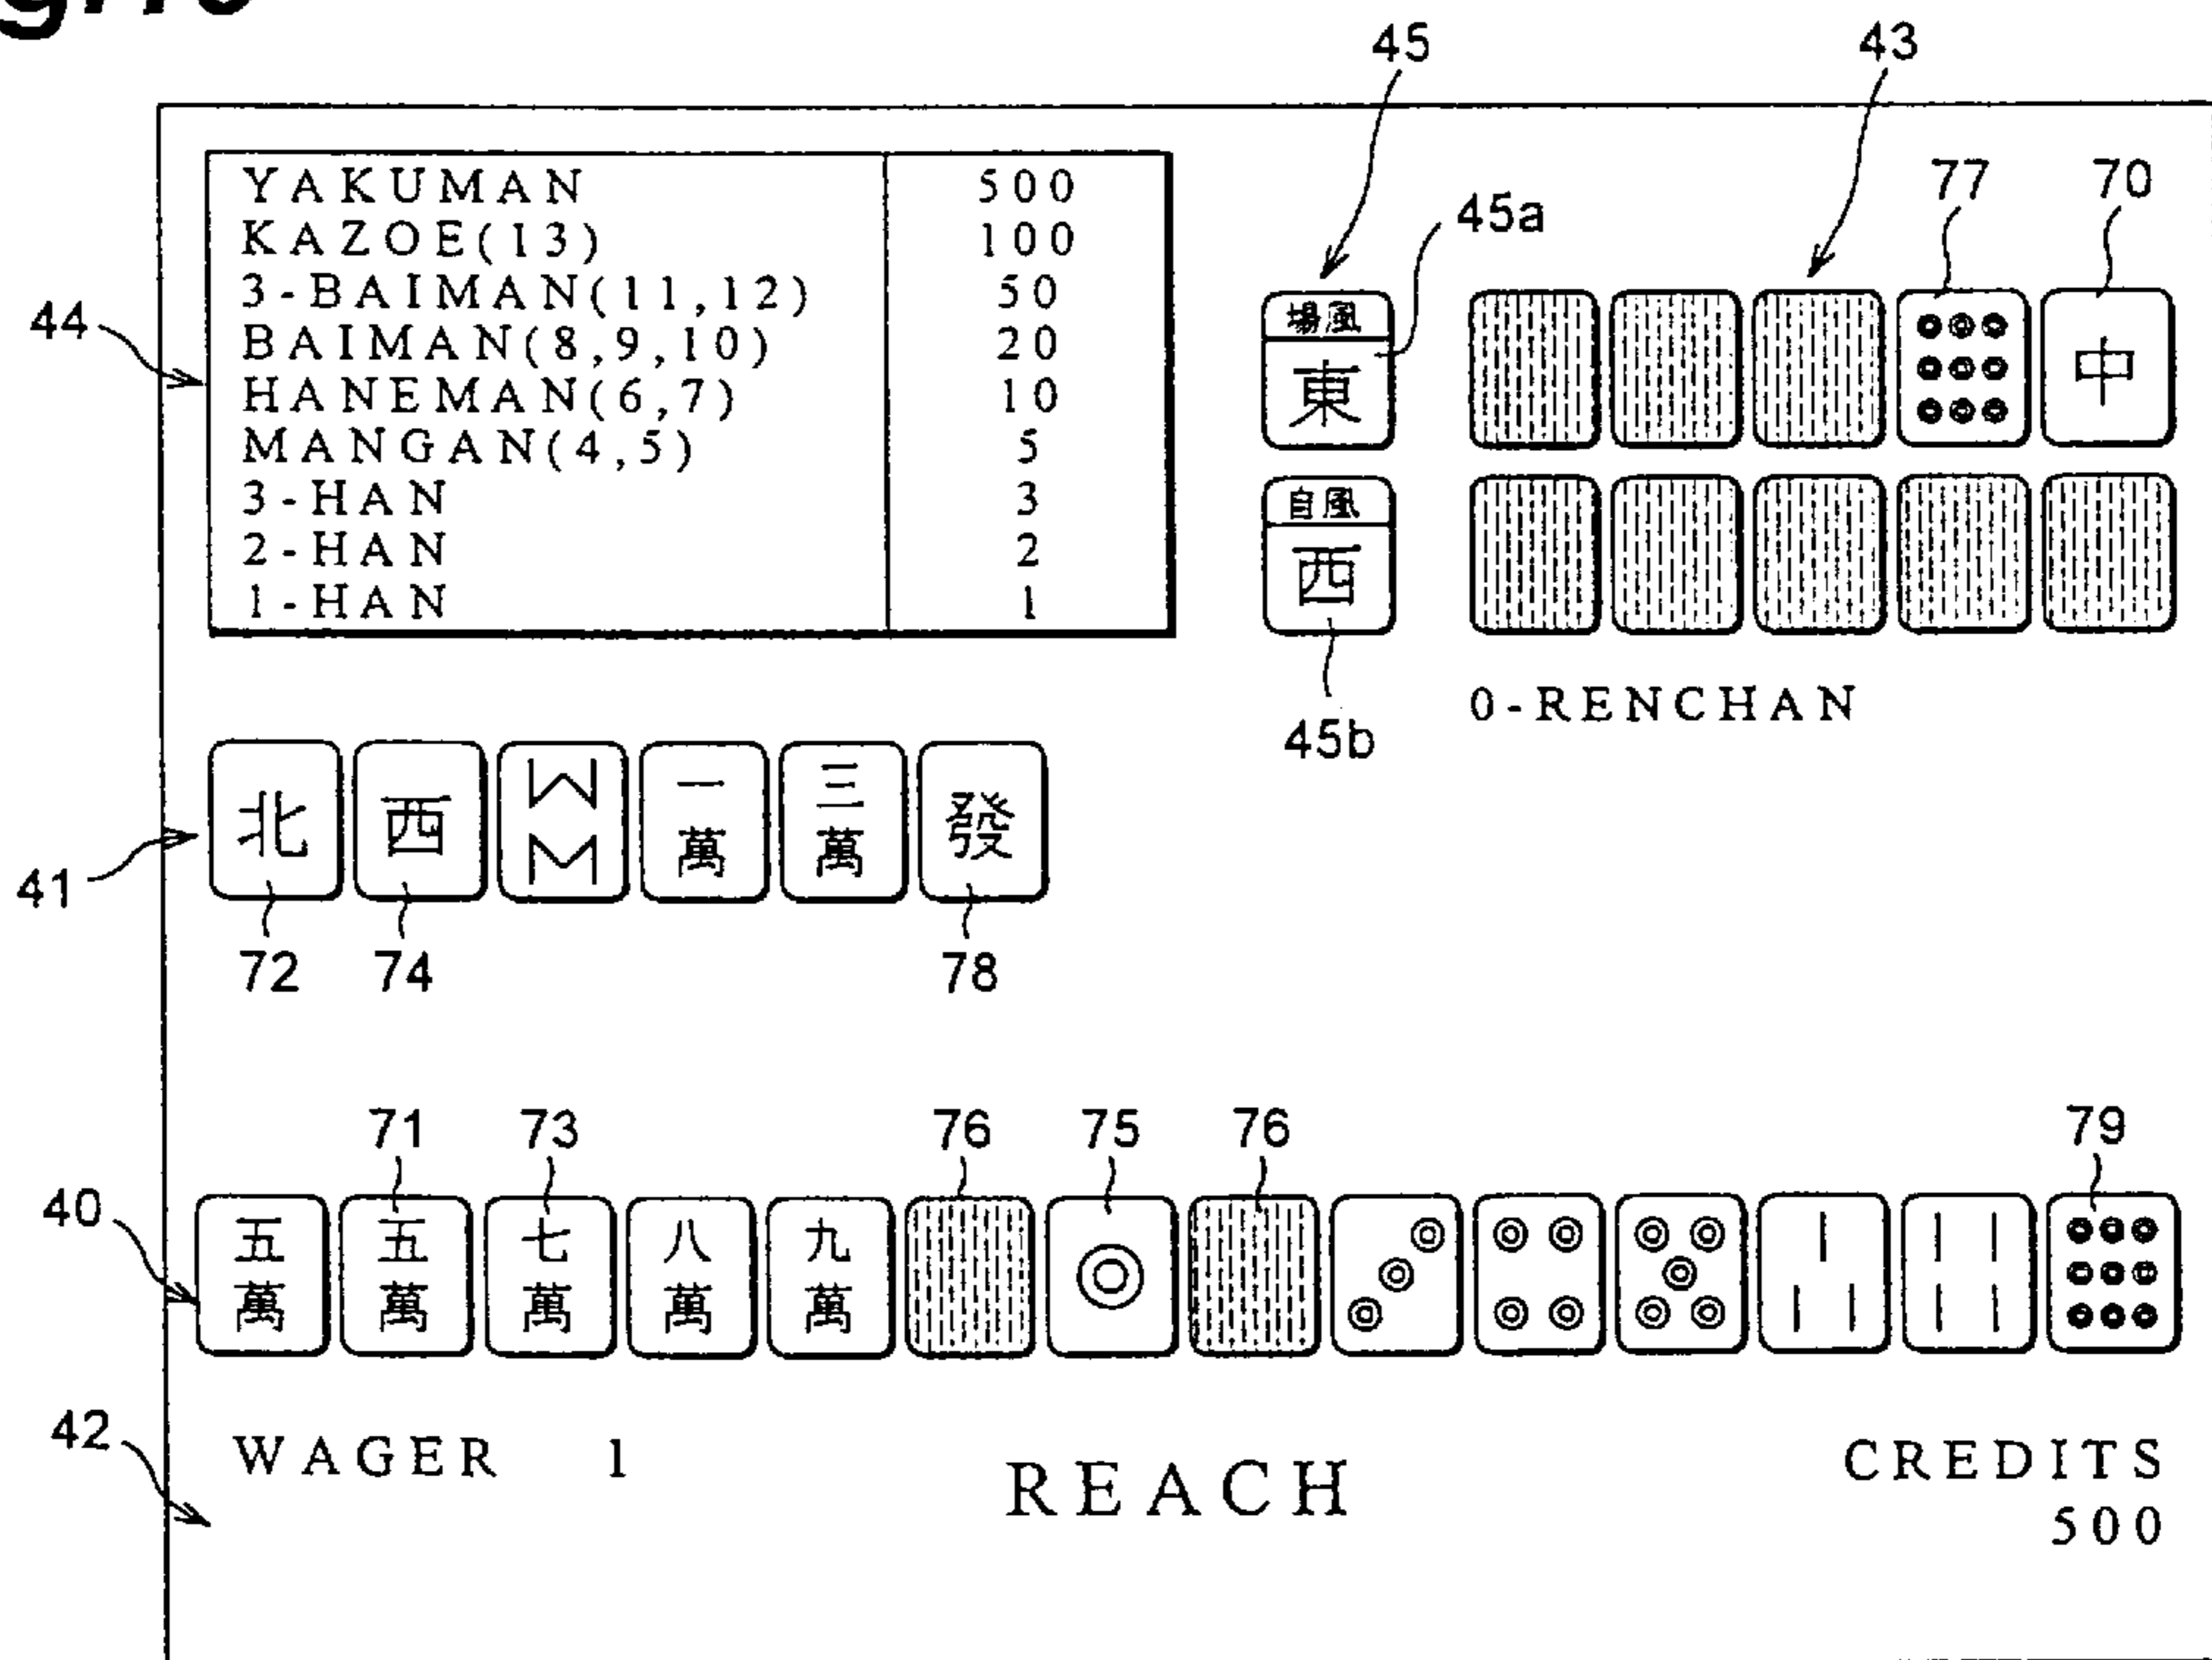 45 43
YAKUMAN 500
KAZOE(13) 100
3-BAIMAN(11,12) 50
BAIMAN(8,9,10) 20
HANEMAN(6,7) 10
MANGAN(4,5) 5
3-HAN 3
2-HAN 2
1-HAN 1
44
45a
77 70
場風
東
中
自風
西
45b
0-RENCHAN
北 西 一萬 三萬 發
41
72 74 78
71 73 76 75 76 79
40
五萬 五萬 七萬 八萬 九萬
42
WAGER 1
REACH
CREDITS
500